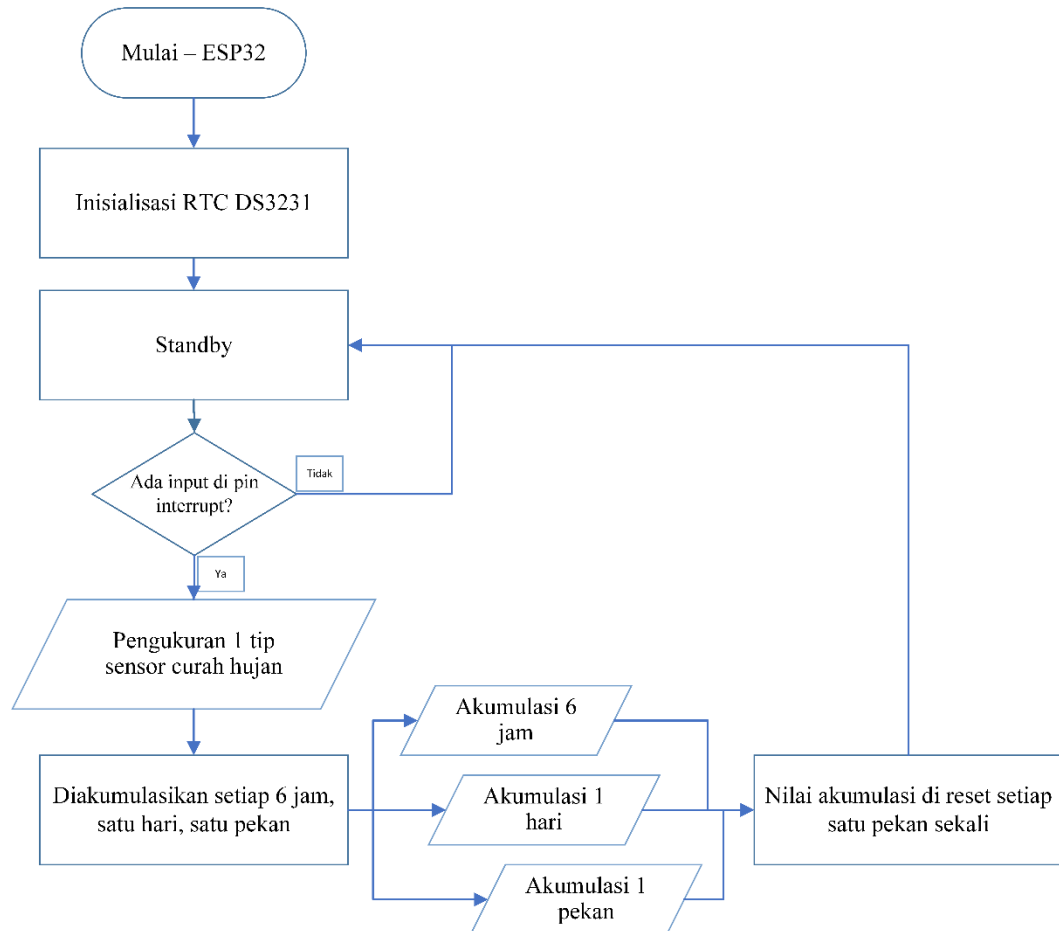 Mulai – ESP32
Inisialisasi RTC DS3231
Standby
Ada input di pin
interrupt?
Tidak
Ya
Pengukuran 1 tip
sensor curah hujan
Diakumulasikan setiap 6 jam,
satu hari, satu pekan
Akumulasi 6
jam
Akumulasi 1
hari
Akumulasi 1
pekan
Nilai akumulasi di reset setiap
satu pekan sekali